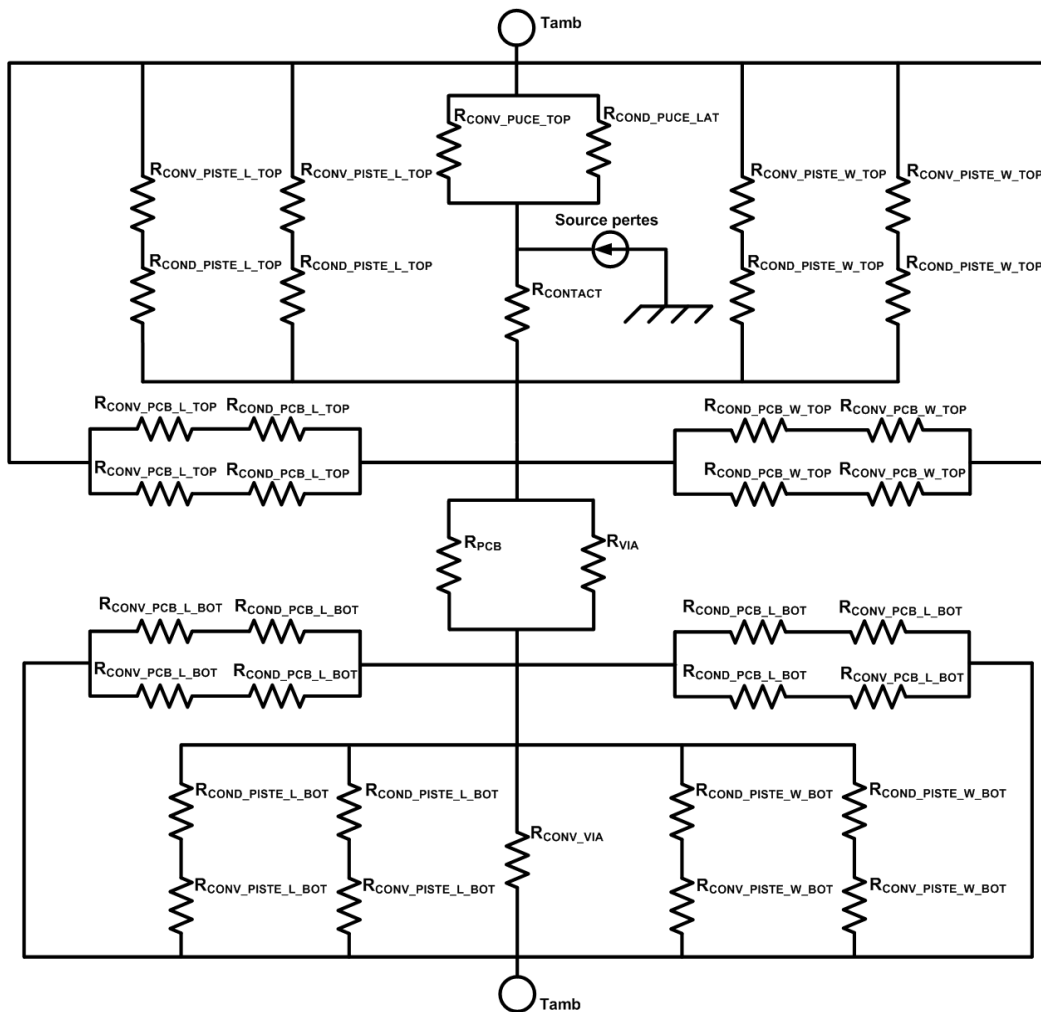 Tamb
RCONV_PUCE_TOP
RCOND_PUCE_LAT
RCONV_PISTE_L_TOP
RCONV_PISTE_L_TOP
RCONV_PISTE_W_TOP
RCONV_PISTE_W_TOP
Source pertes
RCOND_PISTE_L_TOP
RCOND_PISTE_L_TOP
RCOND_PISTE_W_TOP
RCOND_PISTE_W_TOP
RCONTACT
RCONV_PCB_L_TOP
RCOND_PCB_L_TOP
RCOND_PCB_W_TOP
RCONV_PCB_W_TOP
RCONV_PCB_L_TOP
RCOND_PCB_L_TOP
RCOND_PCB_W_TOP
RCONV_PCB_W_TOP
RPCB
RVIA
RCONV_PCB_L_BOT
RCOND_PCB_L_BOT
RCOND_PCB_L_BOT
RCONV_PCB_L_BOT
RCONV_PCB_L_BOT
RCOND_PCB_L_BOT
RCOND_PCB_L_BOT
RCONV_PCB_L_BOT
RCOND_PISTE_L_BOT
RCOND_PISTE_L_BOT
RCOND_PISTE_W_BOT
RCOND_PISTE_W_BOT
RCONV_VIA
RCONV_PISTE_L_BOT
RCONV_PISTE_L_BOT
RCONV_PISTE_W_BOT
RCONV_PISTE_W_BOT
Tamb